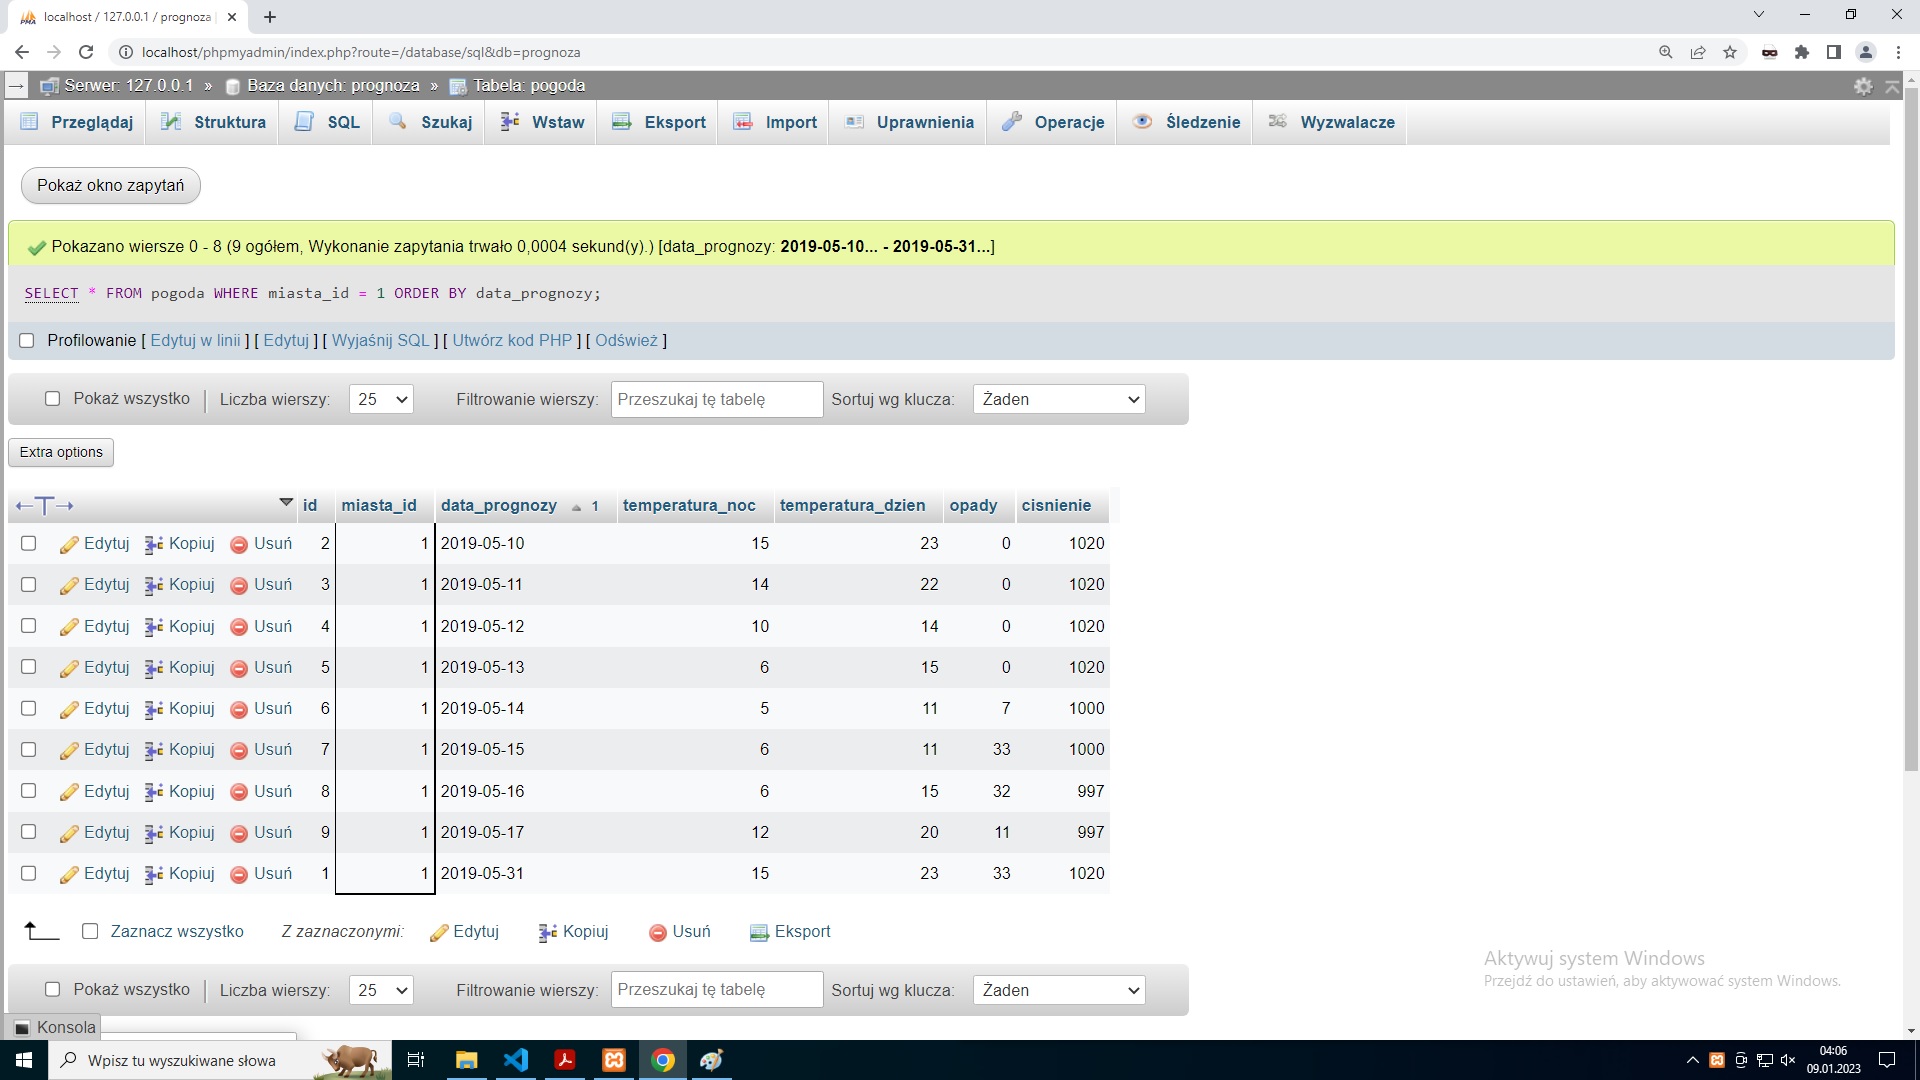 localhost / 127.0.0.1 / prognoza |
localhost/phpmyadmin/index.php?route=/database/sql&db=prognoza
Serwer: 127.0.0.1 » Baza danych: prognoza » Tabela: pogoda
Przeglądaj Struktura SQL Szukaj Wstaw Eksport Import Uprawnienia Operacje Śledzenie Wyzwalacze
Pokaż okno zapytań
Pokazano wiersze 0 - 8 (9 ogółem, Wykonanie zapytania trwało 0,0004 sekund(y).) [data_prognozy: 2019-05-10... - 2019-05-31...]
SELECT * FROM pogoda WHERE miasta_id = 1 ORDER BY data_prognozy;
Profilowanie [ Edytuj w linii ] [ Edytuj ] [ Wyjaśnij SQL ] [ Utwórz kod PHP ] [ Odśwież ]
Pokaż wszystko | Liczba wierszy: 25 Filtrowanie wierszy: Przeszukaj tę tabelę Sortuj wg klucza: Żaden
Extra options
←T→ id miasta_id data_prognozy 1 temperatura_noc temperatura_dzien opady cisnienie
Edytuj Kopiuj Usuń 2 1 2019-05-10 15 23 0 1020
Edytuj Kopiuj Usuń 3 1 2019-05-11 14 22 0 1020
Edytuj Kopiuj Usuń 4 1 2019-05-12 10 14 0 1020
Edytuj Kopiuj Usuń 5 1 2019-05-13 6 15 0 1020
Edytuj Kopiuj Usuń 6 1 2019-05-14 5 11 7 1000
Edytuj Kopiuj Usuń 7 1 2019-05-15 6 11 33 1000
Edytuj Kopiuj Usuń 8 1 2019-05-16 6 15 32 997
Edytuj Kopiuj Usuń 9 1 2019-05-17 12 20 11 997
Edytuj Kopiuj Usuń 1 1 2019-05-31 15 23 33 1020
Zaznacz wszystko Z zaznaczonymi: Edytuj Kopiuj Usuń Eksport
Aktywuj system Windows
Przejdź do ustawień, aby aktywować system Windows.
Pokaż wszystko | Liczba wierszy: 25 Filtrowanie wierszy: Przeszukaj tę tabelę Sortuj wg klucza: Żaden
Konsola
Wpisz tu wyszukiwane słowa
04:06
09.01.2023